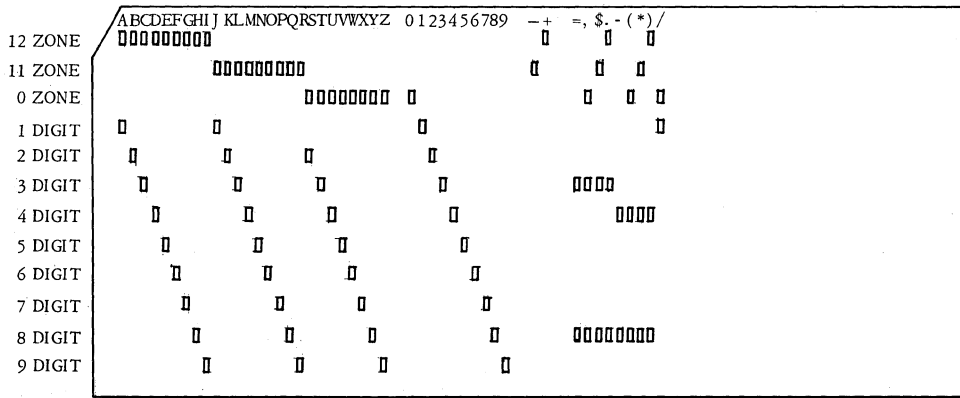 ABCDEFGHIJKLMNOPQRSTUVWXYZ 0123456789 -+ =,$.-(*)/
12 ZONE
11 ZONE
0 ZONE
1 DIGIT
2 DIGIT
3 DIGIT
4 DIGIT
5 DIGIT
6 DIGIT
7 DIGIT
8 DIGIT
9 DIGIT